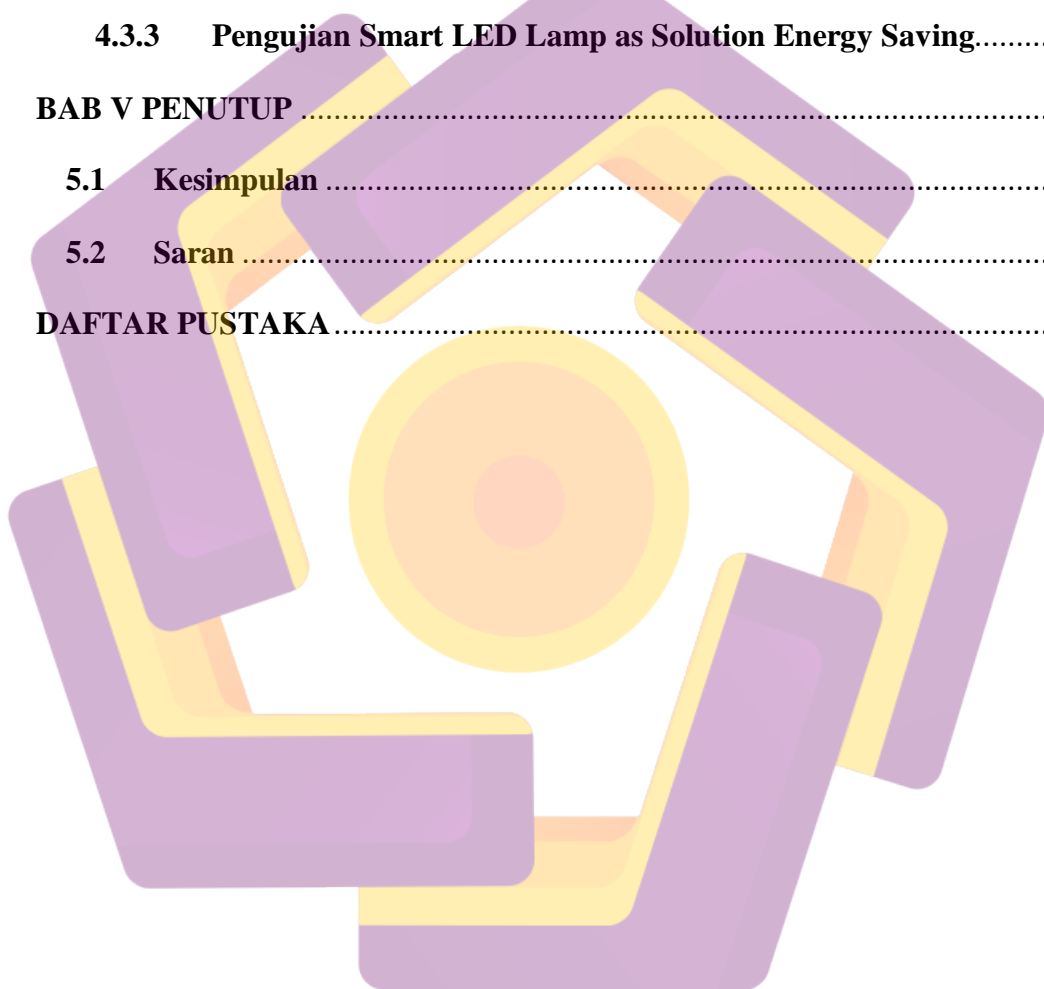 4.3.3 Pengujian Smart LED Lamp as Solution Energy Saving..........
BAB V PENUTUP ..........................................................................................
5.1 Kesimpulan ........................................................................................
5.2 Saran ..................................................................................................
DAFTAR PUSTAKA ......................................................................................